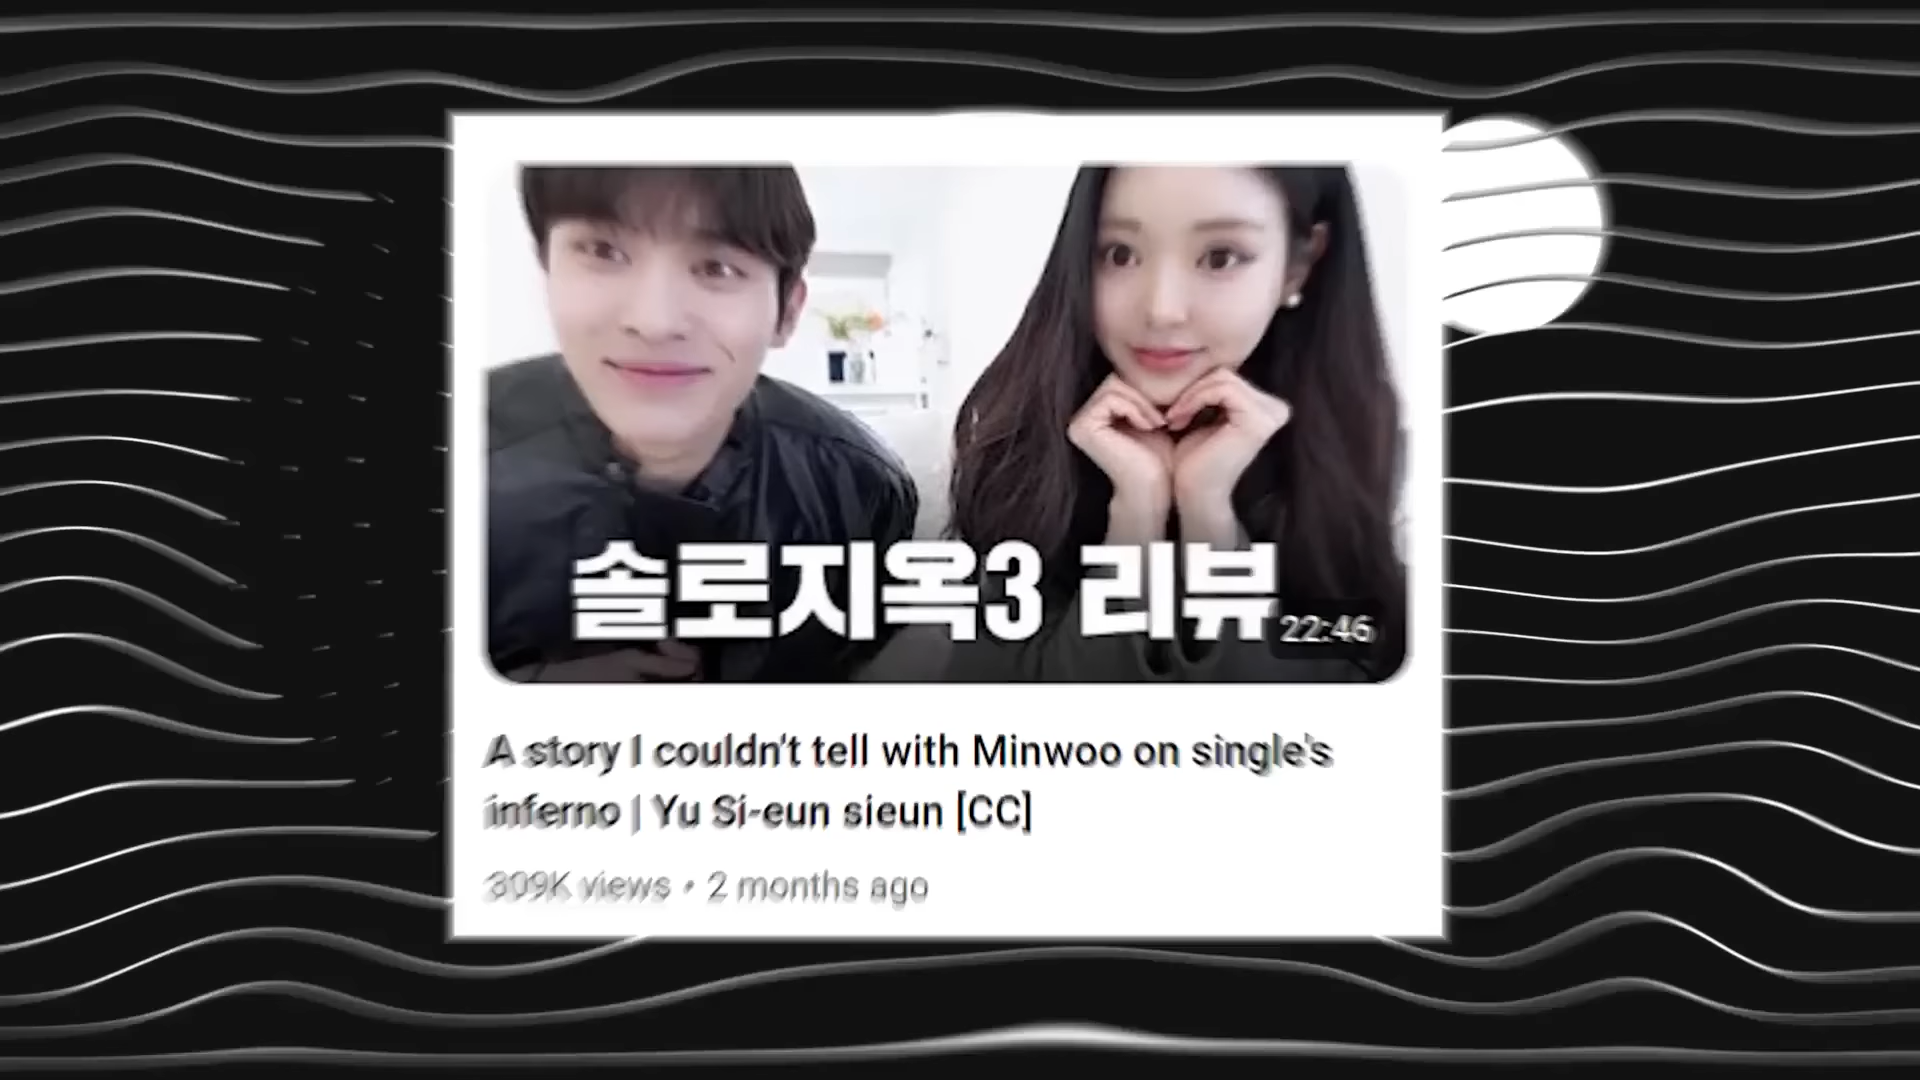 솔로지옥3 리뷰
22:46
A story I couldn't tell with Minwoo on single's
inferno | Yu Si-eun sieun [CC]
309K views • 2 months ago